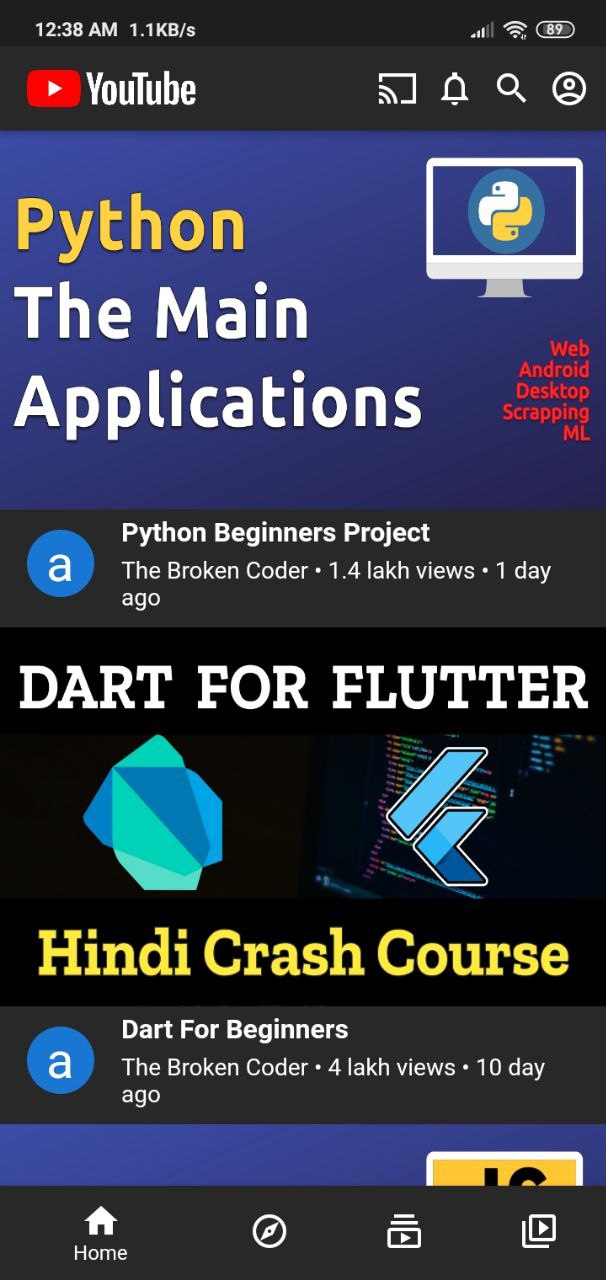 12:38 AM 1.1KB/s 89
YouTube
Python
The Main
Applications
Web
Android
Desktop
Scrapping
ML
a
Python Beginners Project
The Broken Coder • 1.4 lakh views • 1 day
ago
DART FOR FLUTTER
Hindi Crash Course
a
Dart For Beginners
The Broken Coder • 4 lakh views • 10 day
ago
Home